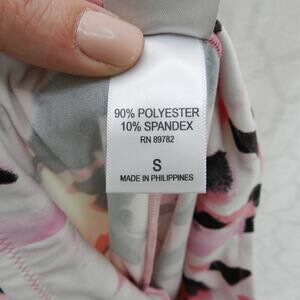 90% POLYESTER
10% SPANDEX
RN 89782
S
MADE IN PHILIPPINES